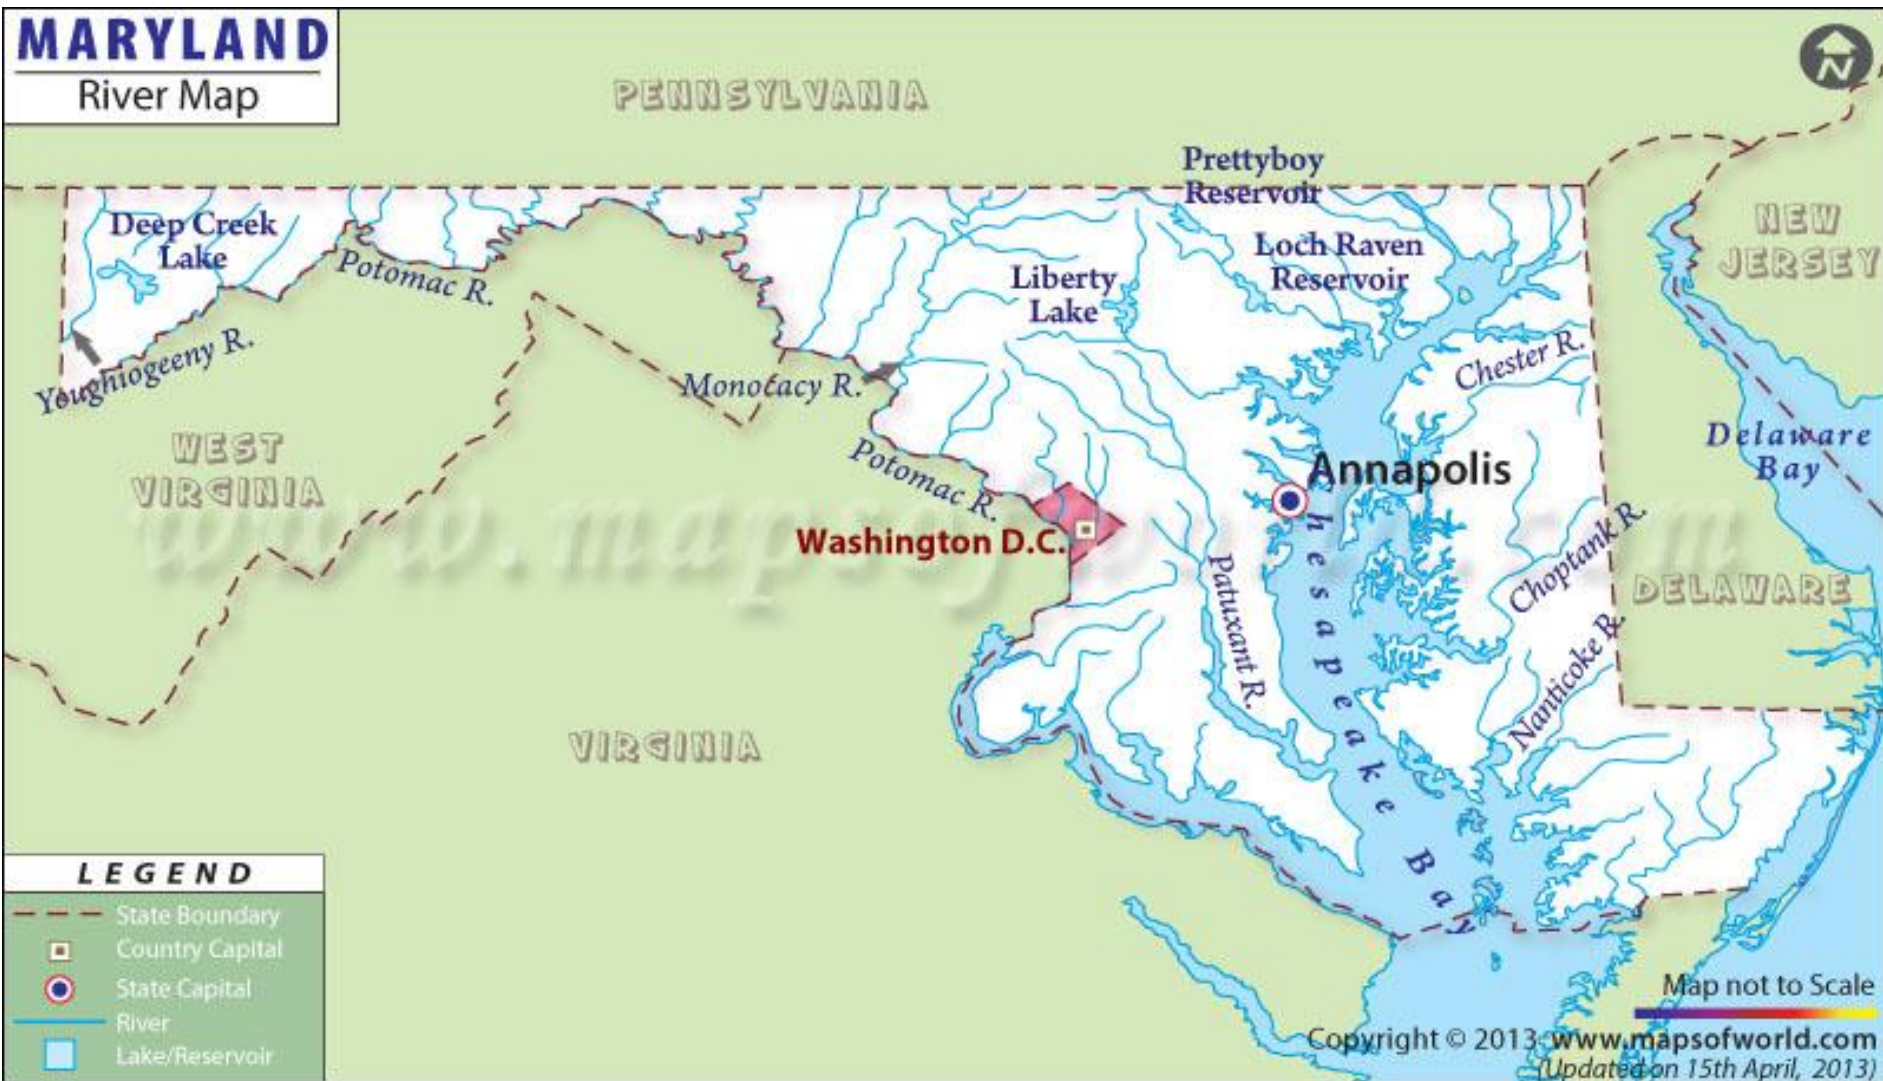 MARYLAND
River Map
PENNSYLVANIA
N
Prettyboy
Reservoir
Deep Creek
Lake
Potomac R.
Youghiogeeny R.
Liberty
Lake
Loch Raven
Reservoir
NEW
JERSEY
Monocacy R.
Chester R.
WEST
VIRGINIA
Potomac R.
Annapolis
Delaware
Bay
www.mapsofworld.com
Washington D.C.
Patuxant R.
Chesapeake Bay
Choptank R.
Nanticoke R.
DELAWARE
VIRGINIA
LEGEND
State Boundary
Country Capital
State Capital
River
Lake/Reservoir
Map not to Scale
Copyright © 2013 www.mapsofworld.com
(Updated on 15th April, 2013)